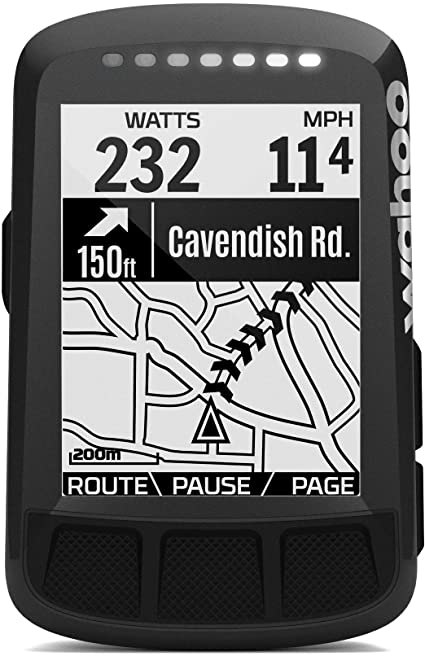 WATTS MPH
232 11⁴
150ft Cavendish Rd.
200m
ROUTE PAUSE PAGE
wahoo